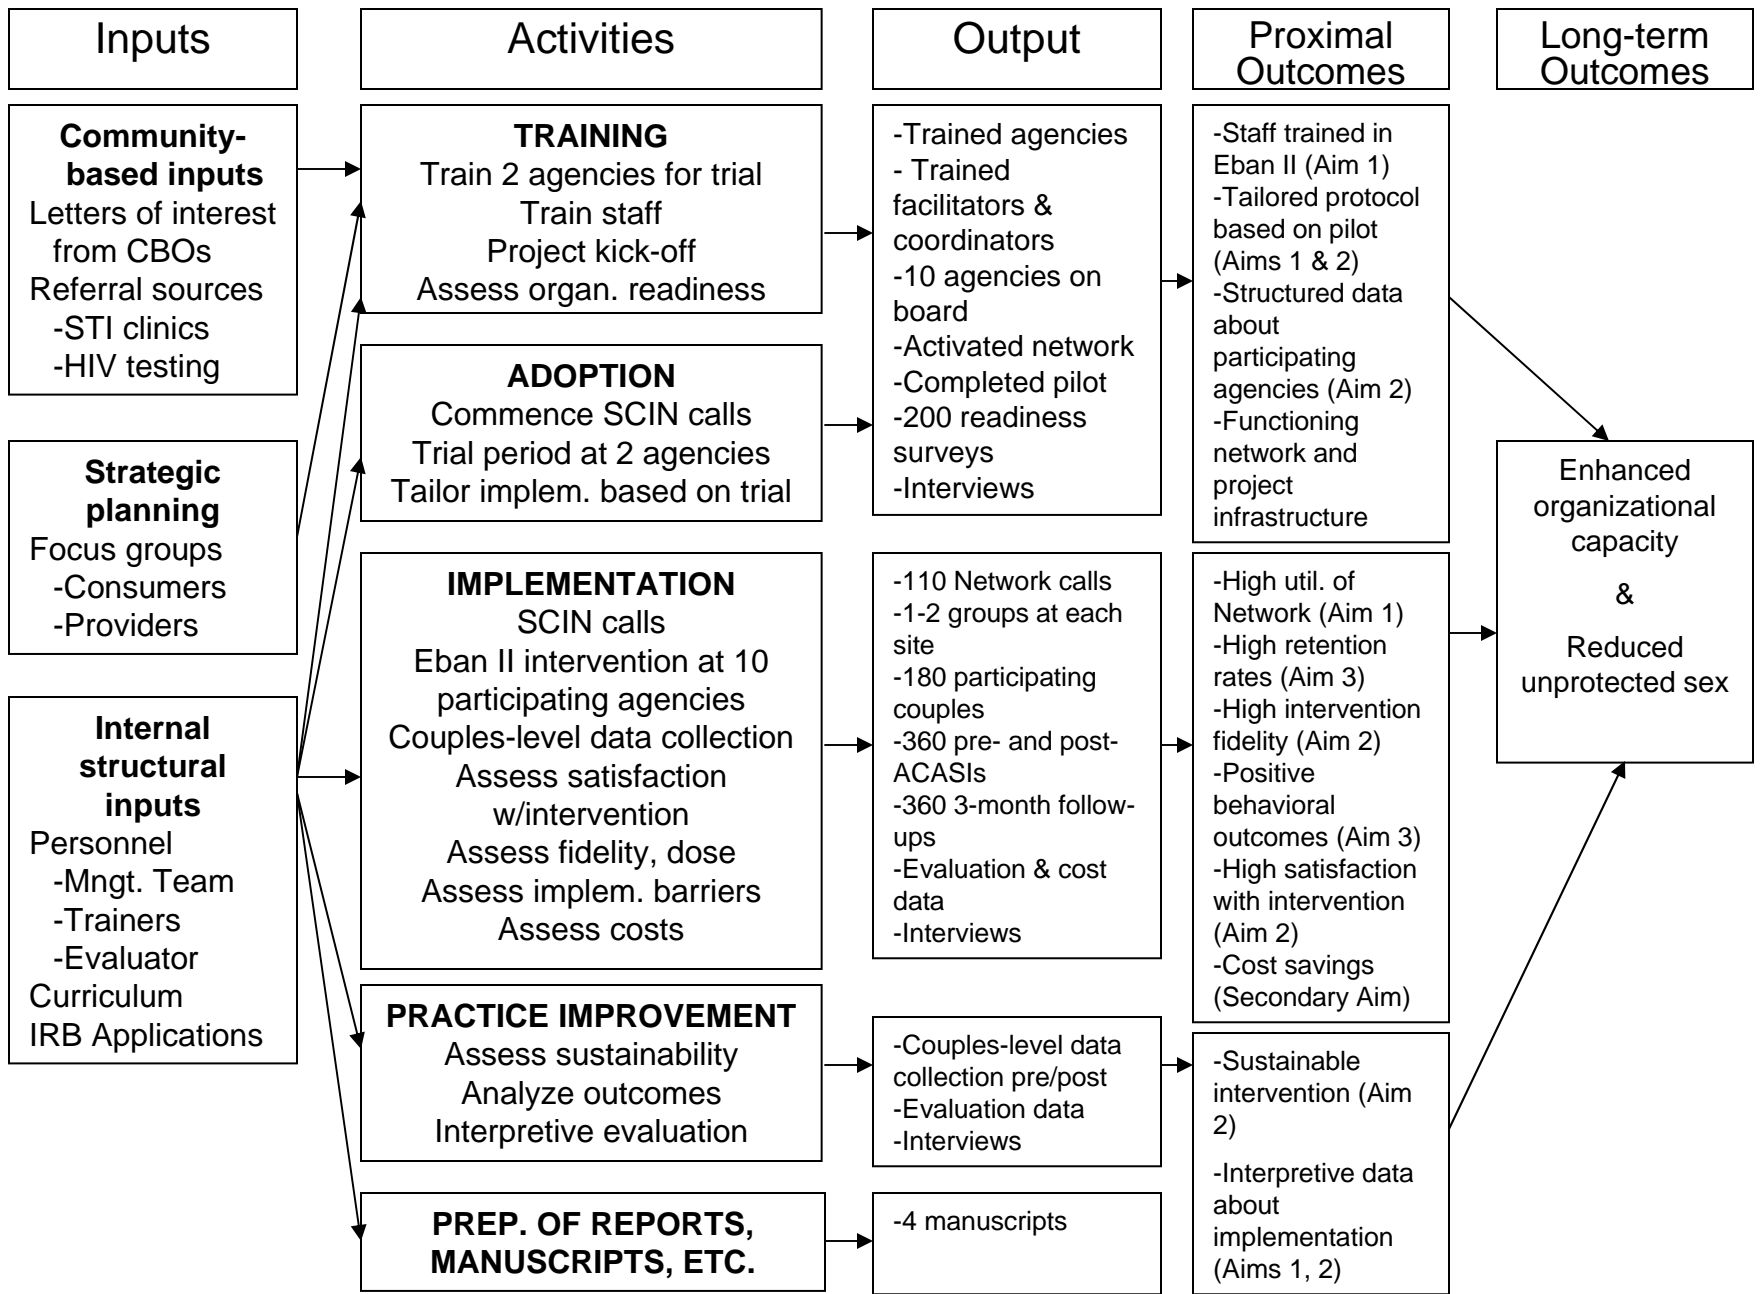 Inputs
Activities
Output
Proximal
Outcomes
Long-term
Outcomes
Community-
based inputs
Letters of interest
from CBOs
Referral sources
-STI clinics
-HIV testing
Strategic
planning
Focus groups
-Consumers
-Providers
Internal
structural
inputs
Personnel
-Mngt. Team
-Trainers
-Evaluator
Curriculum
IRB Applications
TRAINING
Train 2 agencies for trial
Train staff
Project kick-off
Assess organ. readiness
ADOPTION
Commence SCIN calls
Trial period at 2 agencies
Tailor implem. based on trial
IMPLEMENTATION
SCIN calls
Eban II intervention at 10
participating agencies
Couples-level data collection
Assess satisfaction
w/intervention
Assess fidelity, dose
Assess implem. barriers
Assess costs
PRACTICE IMPROVEMENT
Assess sustainability
Analyze outcomes
Interpretive evaluation
PREP. OF REPORTS,
MANUSCRIPTS, ETC.
-Trained agencies
- Trained
facilitators &
coordinators
-10 agencies on
board
-Activated network
-Completed pilot
-200 readiness
surveys
-Interviews
-110 Network calls
-1-2 groups at each
site
-180 participating
couples
-360 pre- and post-
ACASIs
-360 3-month follow-
ups
-Evaluation & cost
data
-Interviews
-Couples-level data
collection pre/post
-Evaluation data
-Interviews
-4 manuscripts
-Staff trained in
Eban II (Aim 1)
-Tailored protocol
based on pilot
(Aims 1 & 2)
-Structured data
about
participating
agencies (Aim 2)
-Functioning
network and
project
infrastructure
-High util. of
Network (Aim 1)
-High retention
rates (Aim 3)
-High intervention
fidelity (Aim 2)
-Positive
behavioral
outcomes (Aim 3)
-High satisfaction
with intervention
(Aim 2)
-Cost savings
(Secondary Aim)
-Sustainable
intervention (Aim
2)
-Interpretive data
about
implementation
(Aims 1, 2)
Enhanced
organizational
capacity
&
Reduced
unprotected sex